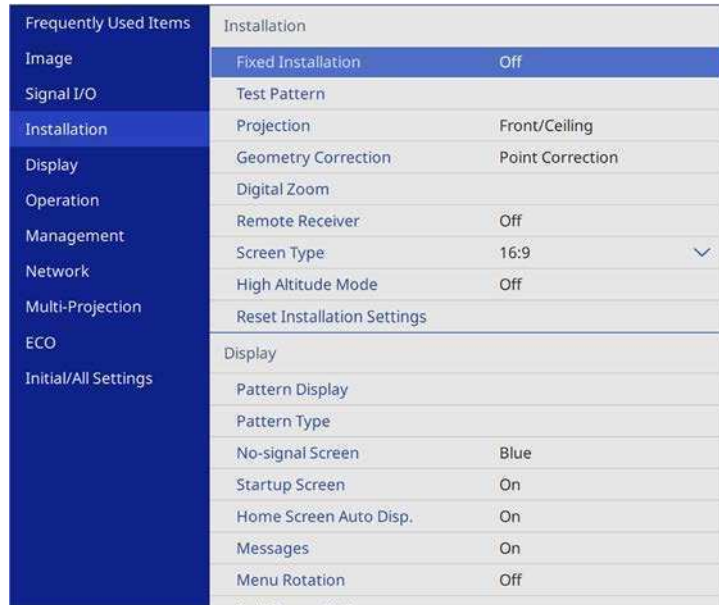 Frequently Used Items
Image
Signal I/O
Installation
Display
Operation
Management
Network
Multi-Projection
ECO
Initial/All Settings
Installation
Fixed Installation Off
Test Pattern
Projection Front/Ceiling
Geometry Correction Point Correction
Digital Zoom
Remote Receiver Off
Screen Type 16:9
High Altitude Mode Off
Reset Installation Settings
Display
Pattern Display
Pattern Type
No-signal Screen Blue
Startup Screen On
Home Screen Auto Disp. On
Messages On
Menu Rotation Off